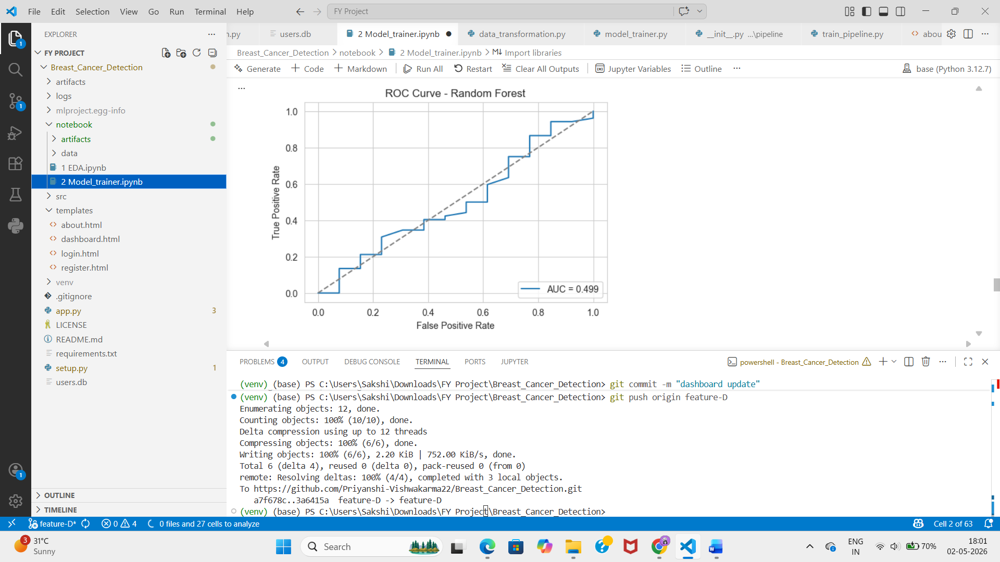 File Edit Selection View Go Run Terminal Help
FY Project
EXPLORER
FY PROJECT
Breast_Cancer_Detection
artifacts
logs
mlproject.egg-info
notebook
artifacts
data
1 EDA.ipynb
2 Model_trainer.ipynb
src
templates
about.html
dashboard.html
login.html
register.html
venv
.gitignore
app.py 3
LICENSE
README.md
requirements.txt
setup.py 1
users.db
OUTLINE
TIMELINE
1
1
1
n.py users.db 2 Model_trainer.ipynb data_transformation.py model_trainer.py __init__.py ...\pipeline train_pipeline.py abou
Breast_Cancer_Detection > notebook > 2 Model_trainer.ipynb > M↓ Import libraries
Generate + Code + Markdown Run All Restart Clear All Outputs Jupyter Variables Outline ... base (Python 3.12.7)
ROC Curve - Random Forest
1.0
0.8
0.6
0.4
0.2
0.0
True Positive Rate
AUC = 0.499
0.0 0.2 0.4 0.6 0.8 1.0
False Positive Rate
PROBLEMS 4 OUTPUT DEBUG CONSOLE TERMINAL PORTS JUPYTER
powershell - Breast_Cancer_Detection
(venv) (base) PS C:\Users\Sakshi\Downloads\FY Project\Breast_Cancer_Detection> git commit -m "dashboard update"
(venv) (base) PS C:\Users\Sakshi\Downloads\FY Project\Breast_Cancer_Detection> git push origin feature-D
Enumerating objects: 12, done.
Counting objects: 100% (10/10), done.
Delta compression using up to 12 threads
Compressing objects: 100% (6/6), done.
Writing objects: 100% (6/6), 2.20 KiB | 752.00 KiB/s, done.
Total 6 (delta 4), reused 0 (delta 0), pack-reused 0 (from 0)
remote: Resolving deltas: 100% (4/4), completed with 3 local objects.
To https://github.com/Priyanshi-Vishwakarma22/Breast_Cancer_Detection.git
a7f678c..3a6415a feature-D -> feature-D
(venv) (base) PS C:\Users\Sakshi\Downloads\FY Project\Breast_Cancer_Detection>
feature-D* 0 4 0 files and 27 cells to analyze
Cell 2 of 63
3
31°C
Sunny
Search
ENG
IN
70%
18:01
02-05-2026